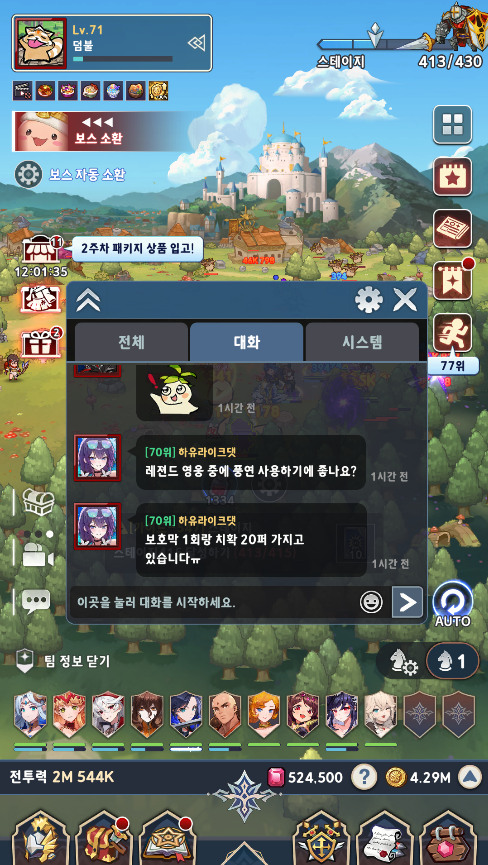 Lv.71
덤불
스테이지
413/430
보스 소환
보스 자동 소환
11
2주차 패키지 상품 입고!
12:01:35
2
77위
전체
대화
시스템
1시간 전
[70위] 하유라이크댓
레젼드 영웅 중에 풍연 사용하기에 좋나요?
1시간 전
[70위] 하유라이크댓
보호막 1회랑 치확 20퍼 가지고
있습니다ㅠ
1시간 전
이곳을 눌러 대화를 시작하세요.
AUTO
팀 정보 닫기
1
전투력 2M 544K
524,500
?
4.29M